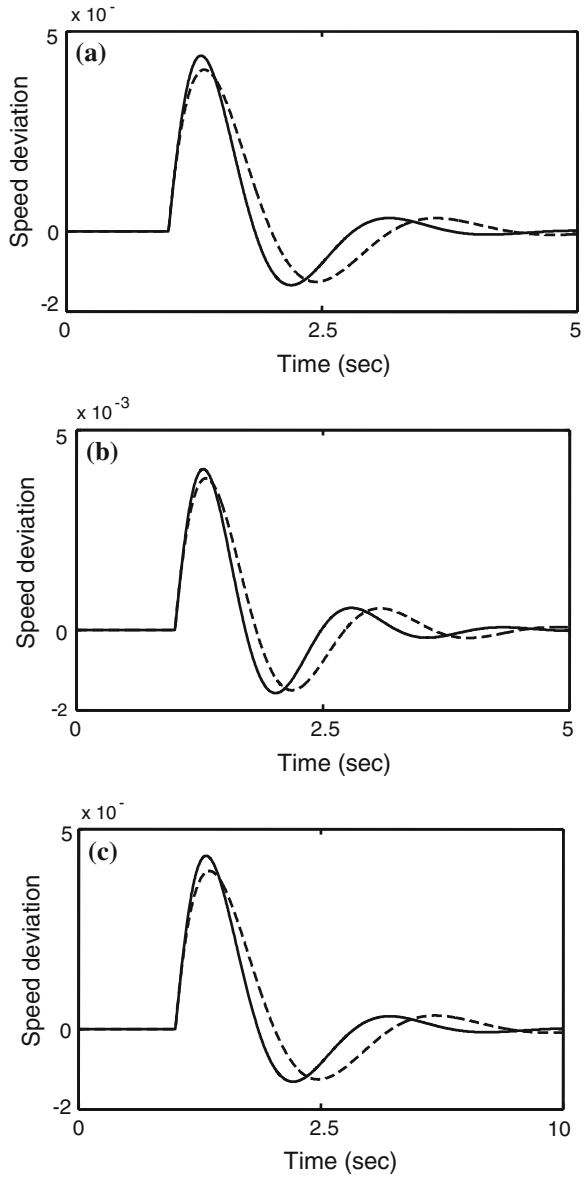 x 10-
5
(a)
Speed deviation
0
-2
0 2.5 5
Time (sec)
x 10-3
5
(b)
Speed deviation
0
-2
0 2.5 5
Time (sec)
x 10-
5
(c)
Speed deviation
0
-2
0 2.5 10
Time (sec)